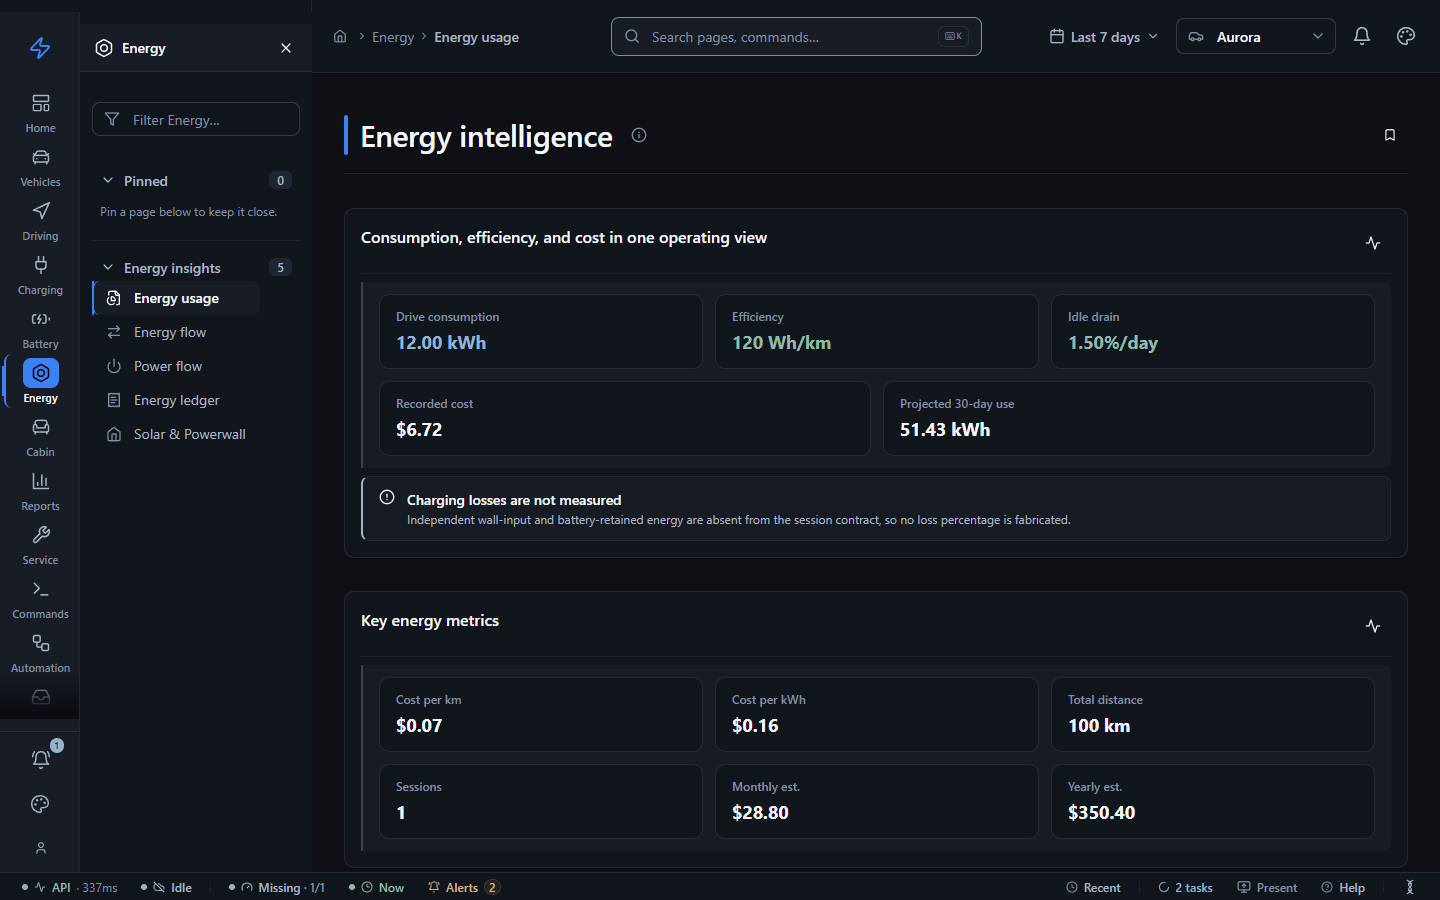 Energy
Energy
Energy usage
Search pages, commands...
K
Last 7 days
Aurora
Home
Vehicles
Driving
Charging
Battery
Energy
Cabin
Reports
Service
Commands
Automation
1
Filter Energy...
Pinned
0
Pin a page below to keep it close.
Energy insights
5
Energy usage
Energy flow
Power flow
Energy ledger
Solar & Powerwall
Energy intelligence
Consumption, efficiency, and cost in one operating view
Drive consumption
12.00 kWh
Efficiency
120 Wh/km
Idle drain
1.50%/day
Recorded cost
$6.72
Projected 30-day use
51.43 kWh
Charging losses are not measured
Independent wall-input and battery-retained energy are absent from the session contract, so no loss percentage is fabricated.
Key energy metrics
Cost per km
$0.07
Cost per kWh
$0.16
Total distance
100 km
Sessions
1
Monthly est.
$28.80
Yearly est.
$350.40
API · 337ms
Idle
Missing · 1/1
Now
Alerts 2
Recent
2 tasks
Present
Help